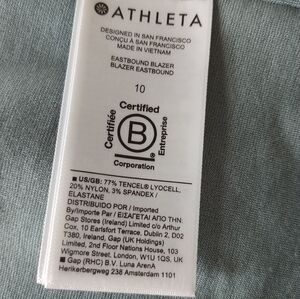 ATHLETA
DESIGNED IN SAN FRANCISCO
CONÇU À SAN FRANCISCO
MADE IN VIETNAM
EASTBOUND BLAZER
BLAZER EASTBOUND
10
Certified
Certifiée
B
Entreprise
Corporation
US/GB: 77% TENCEL® LYOCELL,
20% NYLON, 3% SPANDEX /
ELASTANE
DISTRIBUIDO POR / Imported
By/Importe Par / ΕΙΣΑΓΕΤΑΙ ΑΠΟ ΤΗΝ:
Gap Stores (Ireland) Limited c/o Arthur
Cox, 10 Earlsfort Terrace, Dublin 2, D02
T380, Ireland, Gap (UK Holdings)
Limited, 2nd Floor Nations House, 103
Wigmore Street, London, W1U 1QS, UK
Gap (RHC) B.V. Luna ArenA
Herikerbergweg 238 Amsterdam 1101